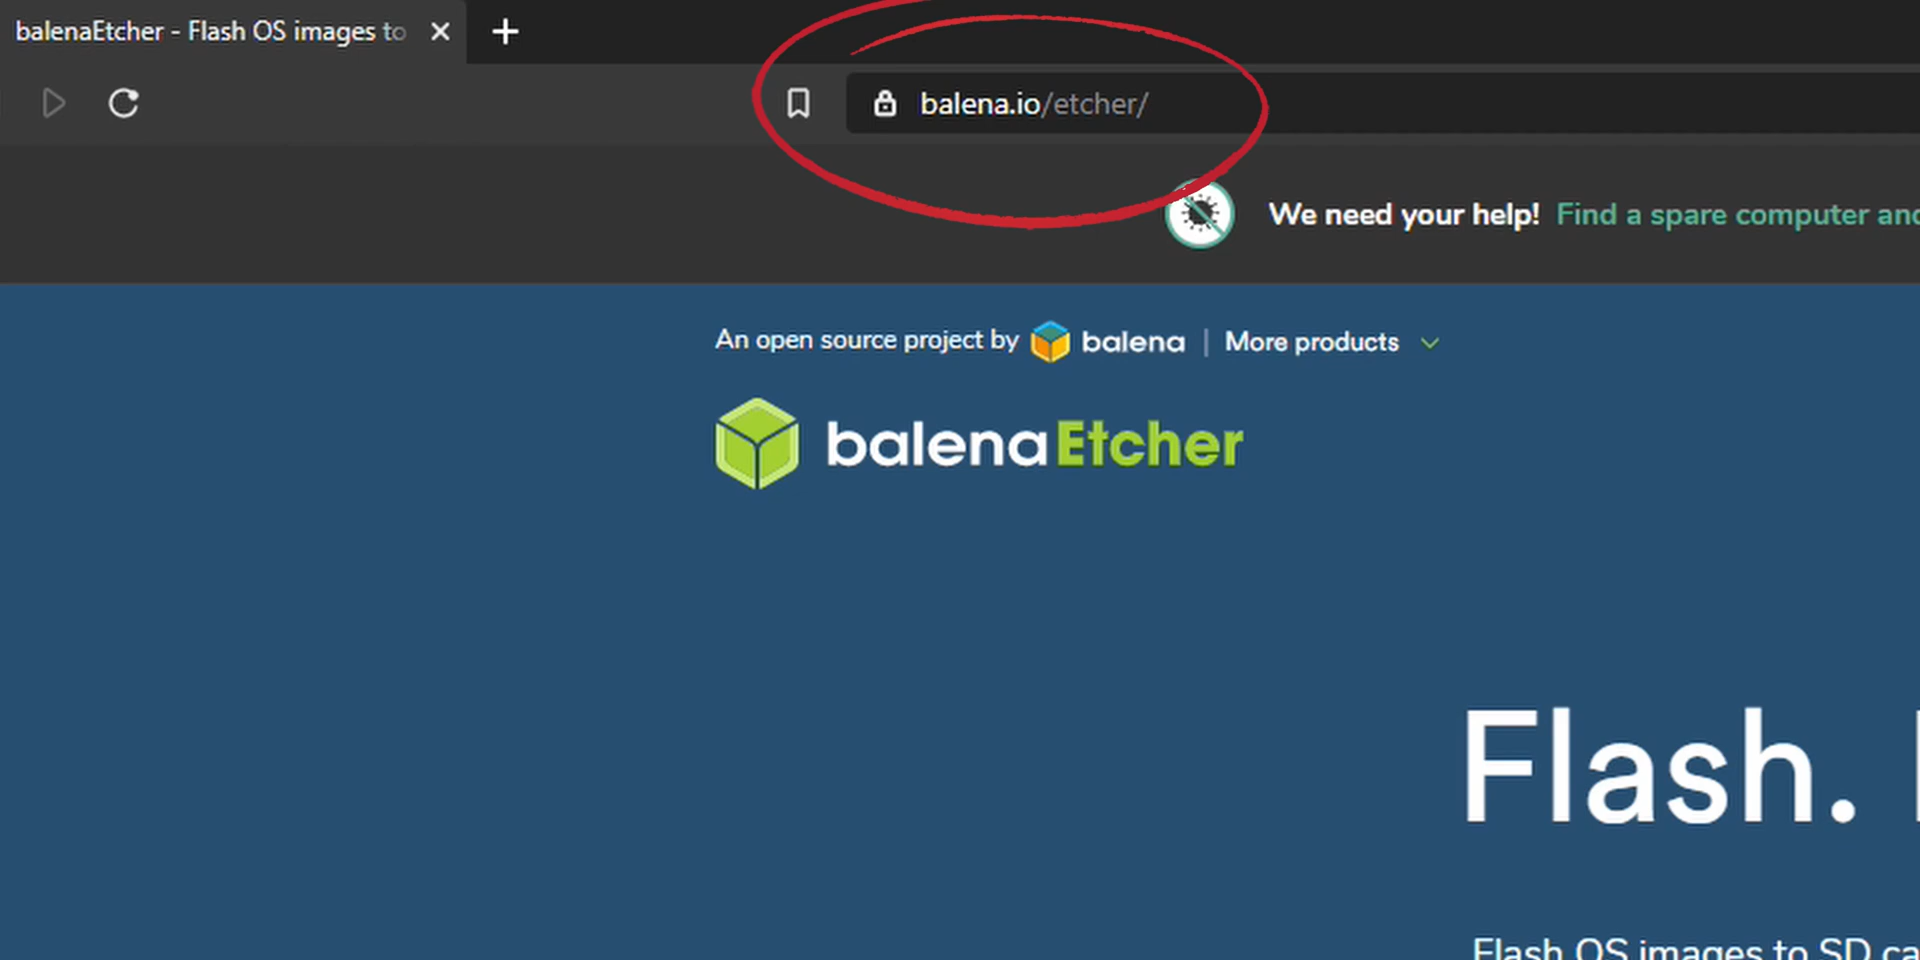 balenaEtcher - Flash OS images to
balena.io/etcher/
We need your help! Find a spare computer and
An open source project by balena | More products
balenaEtcher
Flash.
Flash OS images to SD ca